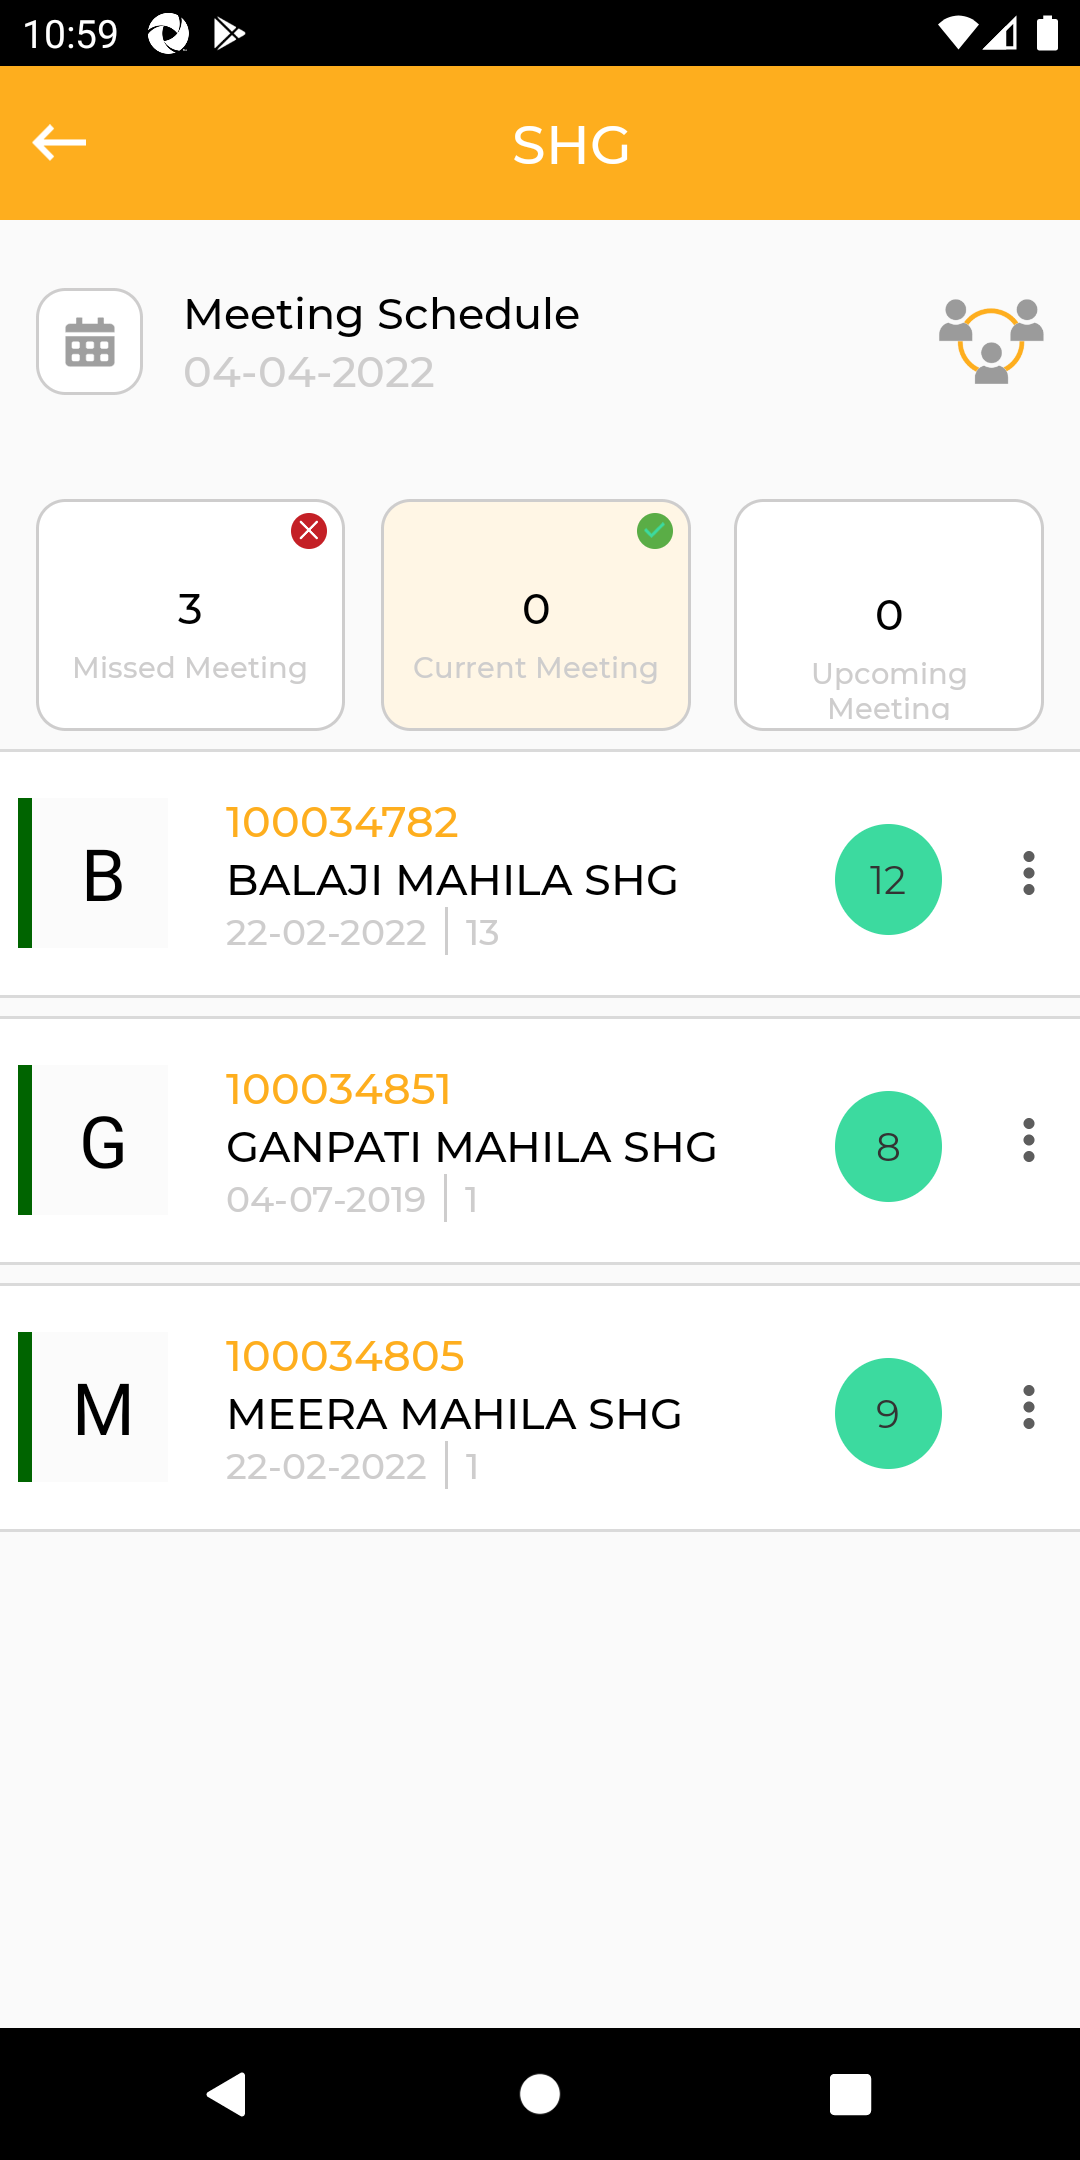 10:59
SHG
Meeting Schedule
04-04-2022
3
Missed Meeting
0
Current Meeting
0
Upcoming
Meeting
B
100034782
BALAJI MAHILA SHG
22-02-2022 | 13
12
G
100034851
GANPATI MAHILA SHG
04-07-2019 | 1
8
M
100034805
MEERA MAHILA SHG
22-02-2022 | 1
9